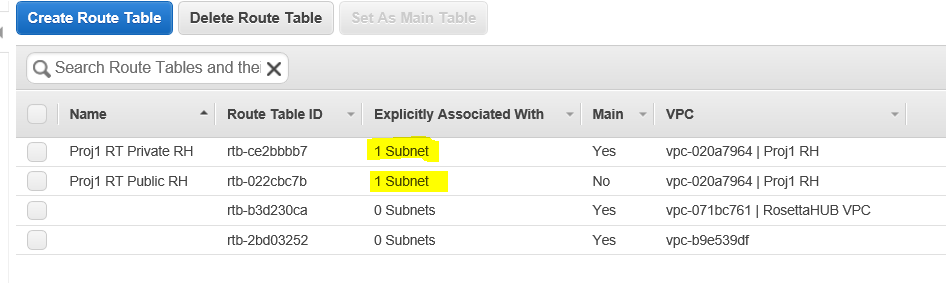 Create Route Table Delete Route Table Set As Main Table
Search Route Tables and thei
Name Route Table ID Explicitly Associated With Main VPC
Proj1 RT Private RH rtb-ce2bbbb7 1 Subnet Yes vpc-020a7964 | Proj1 RH
Proj1 RT Public RH rtb-022cbc7b 1 Subnet No vpc-020a7964 | Proj1 RH
rtb-b3d230ca 0 Subnets Yes vpc-071bc761 | RosettaHUB VPC
rtb-2bd03252 0 Subnets Yes vpc-b9e539df